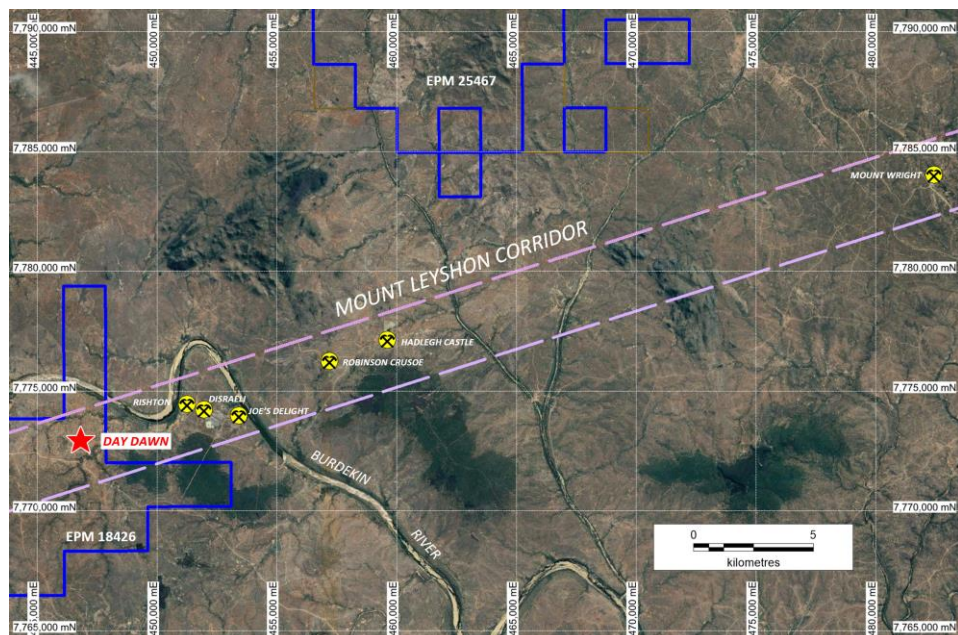 445,000 mE
450,000 mE
455,000 mE
460,000 mE
465,000 mE
470,000 mE
475,000 mE
480,000 mE
7,790,000 mN
7,790,000 mN
EPM 25467
7,785,000 mN
7,785,000 mN
MOUNT WRIGHT
MOUNT LEYSHON CORRIDOR
7,780,000 mN
7,780,000 mN
HADLEGH CASTLE
ROBINSON CRUSOE
7,775,000 mN
7,775,000 mN
RISHTON
DISRAELI
JOE'S DELIGHT
DAY DAWN
BURDEKIN
RIVER
7,770,000 mN
7,770,000 mN
EPM 18426
0
5
kilometres
7,765,000 mN
7,765,000 mN
445,000 mE
450,000 mE
455,000 mE
460,000 mE
465,000 mE
470,000 mE
475,000 mE
480,000 mE